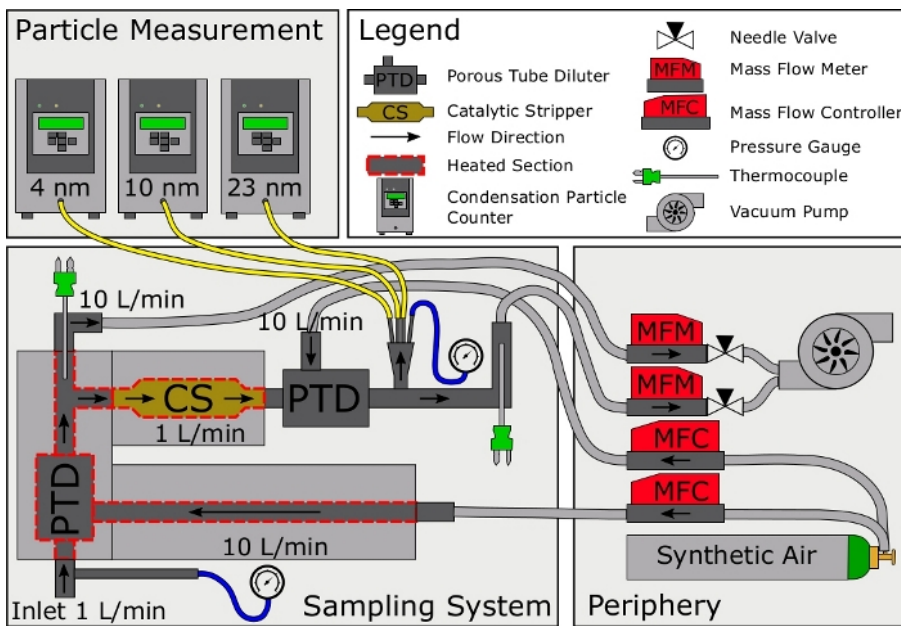 Particle Measurement
4 nm
10 nm
23 nm
Legend
PTD
Porous Tube Diluter
CS
Catalytic Stripper
Flow Direction
Heated Section
Condensation Particle
Counter
Needle Valve
MFM
Mass Flow Meter
MFC
Mass Flow Controller
Pressure Gauge
Thermocouple
Vacuum Pump
10 L/min
10 L/min
CS
PTD
1 L/min
PTD
10 L/min
Inlet 1 L/min
Sampling System
MFM
MFM
MFC
MFC
Synthetic Air
Periphery